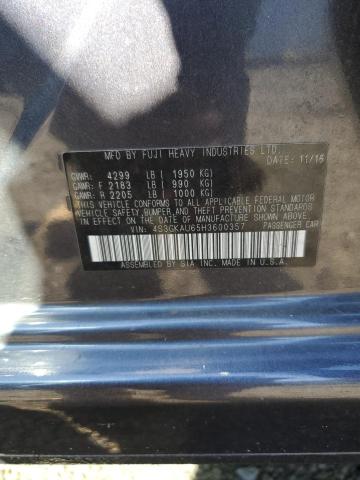 MFD BY FUJI HEAVY INDUSTRIES LTD.
DATE: 11/16
GVWR: 4299 LB ( 1950 KG)
GAWR: F 2183 LB ( 990 KG)
GAWR: R 2205 LB ( 1000 KG)
THIS VEHICLE CONFORMS TO ALL APPLICABLE FEDERAL MOTOR
VEHICLE SAFETY, BUMPER, AND THEFT PREVENTION STANDARDS
IN EFFECT ON THE DATE OF MANUFACTURE SHOWN ABOVE.
VIN: 4S3GKAU65H3600357 PASSENGER CAR
ASSEMBLED BY SIA INC. MADE IN U.S.A.